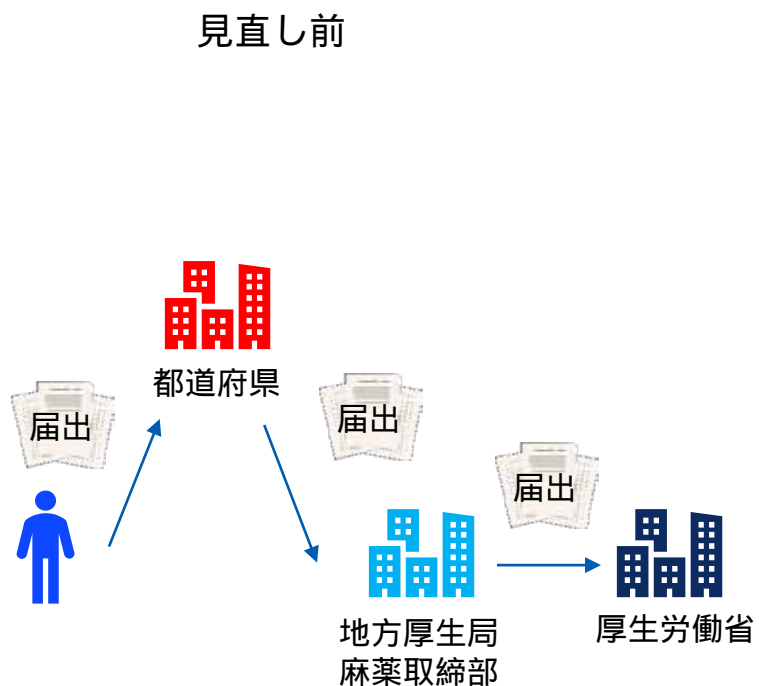 見直し前
都道府県
届出
届出
届出
地方厚生局
麻薬取締部
厚生労働省